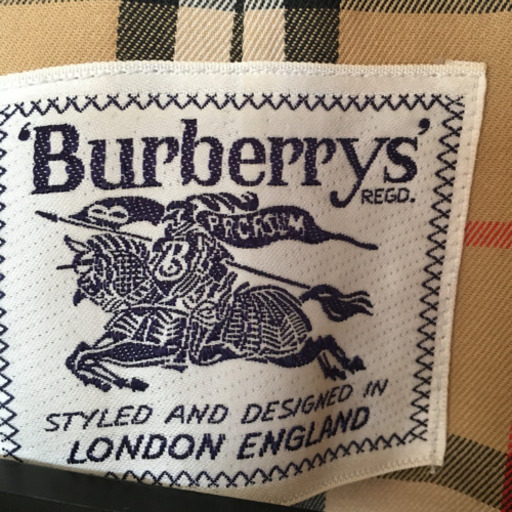 'Burberrys'
REGD.
B PRORSUM
B
STYLED AND DESIGNED IN
LONDON ENGLAND